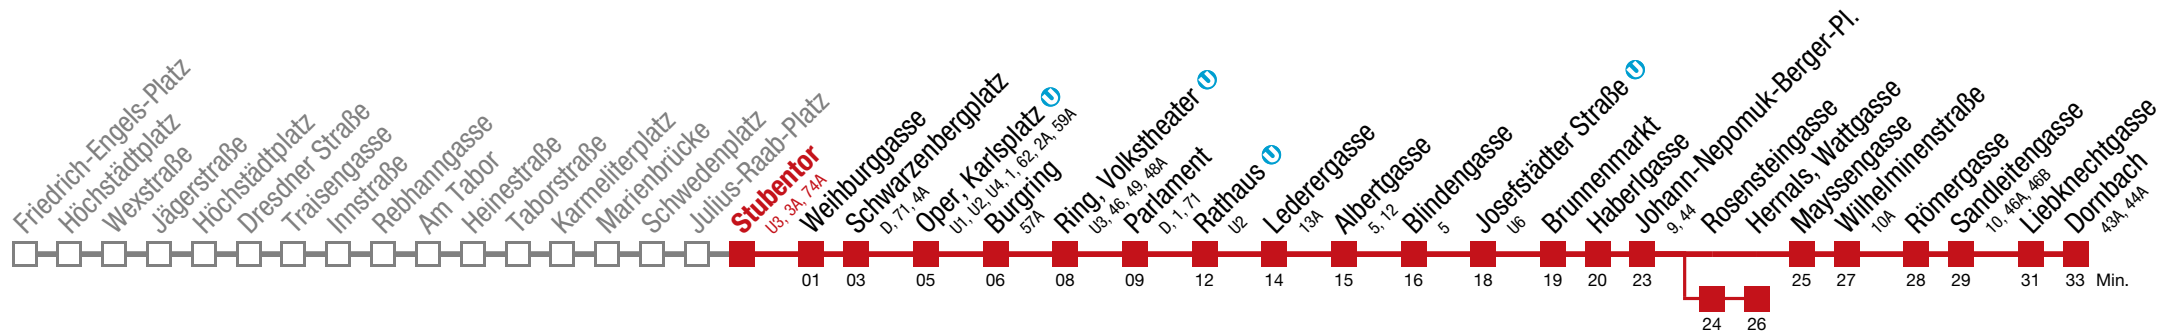 Friedrich-Engels-Platz
Höchstädtplatz
Wexstraße
Jägerstraße
Höchstädtplatz
Dresdner Straße
Traisengasse
Innstraße
Rebhanngasse
Am Tabor
Heinestraße
Taborstraße
Karmeliterplatz
Marienbrücke
Schwedenplatz
Julius-Raab-Platz
Stubentor
U3, 3A, 74A
Weihburggasse
Schwarzenbergplatz
D, 71, 4A
Oper, Karlsplatz U
U1, U2, U4, 1, 62, 2A, 59A
Burgring
57A
Ring, Volkstheater U
U3, 46, 49, 48A
Parlament
D, 1, 71
Rathaus U
U2
Lederergasse
13A
Albertgasse
5, 12
Blindengasse
5
Josefstädter Straße U
U6
Brunnenmarkt
Haberlgasse
Johann-Nepomuk-Berger-Pl.
9, 44
Rosensteingasse
Hernals, Wattgasse
Mayssengasse
Wilhelminenstraße
10A
Römergasse
Sandleitengasse
10, 46A, 46B
Liebknechtgasse
Dornbach
43A, 44A
01 03 05 06 08 09 12 14 15 16 18 19 20 23 25 27 28 29 31 33 Min.
24 26